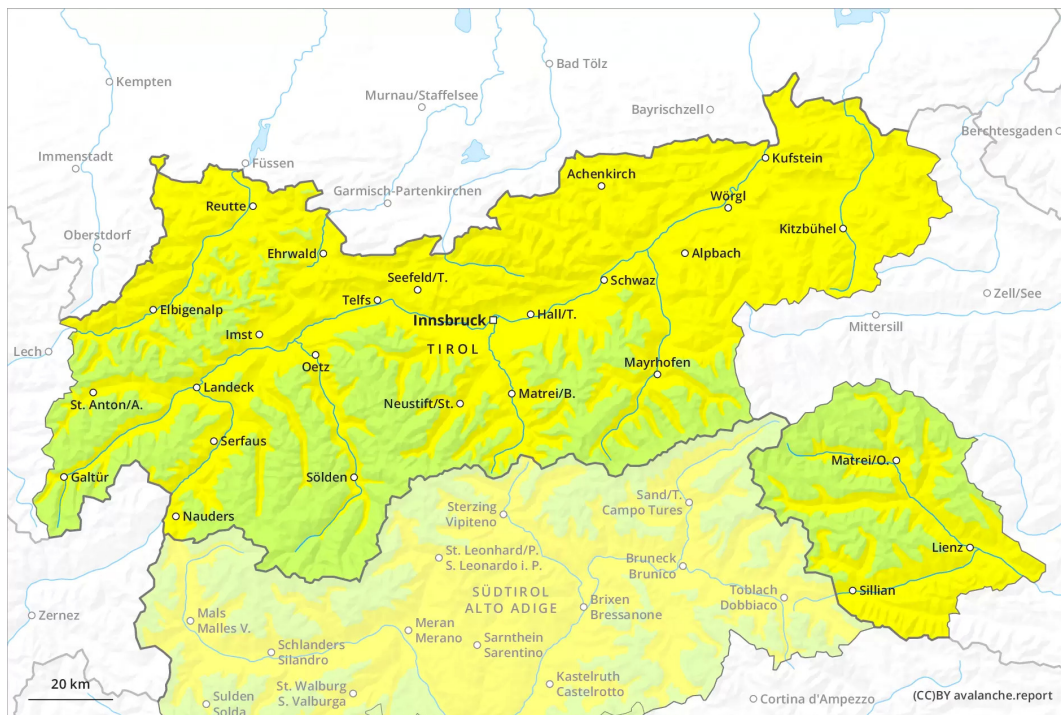 Kempten
Bad Tölz
Murnau/Staffelsee
Bayrischzell
Berchtesgaden
Immenstadt
Füssen
Kufstein
Garmisch-Partenkirchen
Achenkirch
Wörgl
Reutte
Oberstdorf
Kitzbühel
Ehrwald
Alpbach
Seefeld/T.
Schwaz
Telfs
Zell/See
Elbigenalp
Innsbruck
Hall/T.
Mittersill
Imst
TIROL
Lech
Oetz
Mayrhofen
Landeck
St. Anton/A.
Neustift/St.
Matrei/B.
Serfaus
Matrei/O.
Galtür
Sölden
Sand/T.
Campo Tures
Sterzing
Vipiteno
Nauders
Lienz
St. Leonhard/P.
S. Leonardo i. P.
Bruneck
Brunico
Sillian
SÜDTIROL
ALTO ADIGE
Toblach
Dobbiaco
Brixen
Bressanone
Zernez
Mals
Malles V.
Meran
Merano
Schlanders
Silandro
Sarnthein
Sarentino
Kastelruth
Castelrotto
20 km
St. Walburg
S. Valburga
Sulden
Solda
Cortina d'Ampezzo
(CC)BY avalanche.report